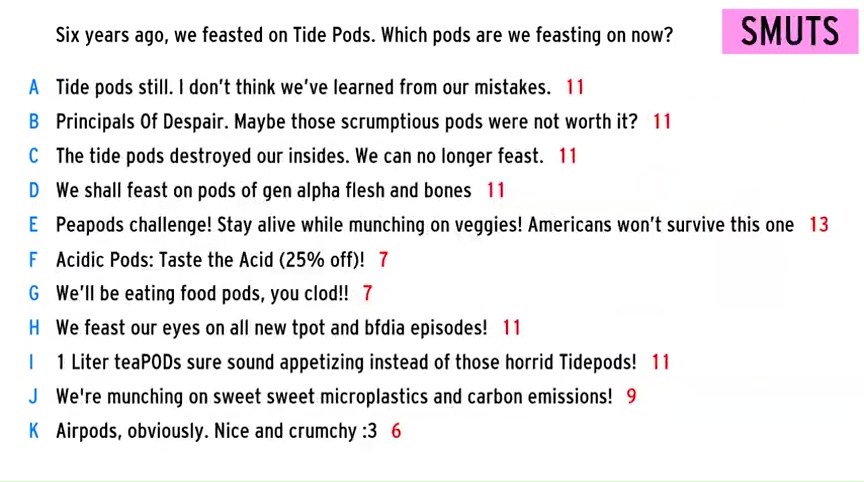 Six years ago, we feasted on Tide Pods. Which pods are we feasting on now?
SMUTS
A Tide pods still. I don't think we've learned from our mistakes. 11
B Principals Of Despair. Maybe those scrumptious pods were not worth it? 11
C The tide pods destroyed our insides. We can no longer feast. 11
D We shall feast on pods of gen alpha flesh and bones 11
E Peapods challenge! Stay alive while munching on veggies! Americans won't survive this one 13
F Acidic Pods: Taste the Acid (25% off)! 7
G We'll be eating food pods, you clod!! 7
H We feast our eyes on all new tpot and bfdia episodes! 11
I 1 Liter teaPODs sure sound appetizing instead of those horrid Tidepods! 11
J We're munching on sweet sweet microplastics and carbon emissions! 9
K Airpods, obviously. Nice and crumchy :3 6